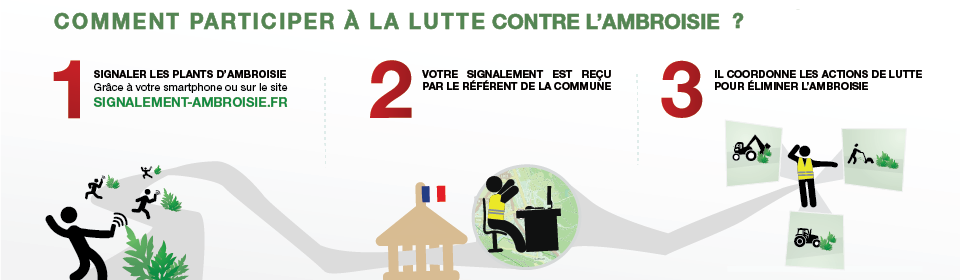 COMMENT PARTICIPER À LA LUTTE CONTRE L'AMBROISIE ?
1
SIGNALER LES PLANTS D'AMBROISIE
Grâce à votre smartphone ou sur le site
SIGNALEMENT-AMBROISIE.FR
2
VOTRE SIGNALEMENT EST REÇU
PAR LE RÉFÉRENT DE LA COMMUNE
3
IL COORDONNE LES ACTIONS DE LUTTE
POUR ÉLIMINER L'AMBROISIE